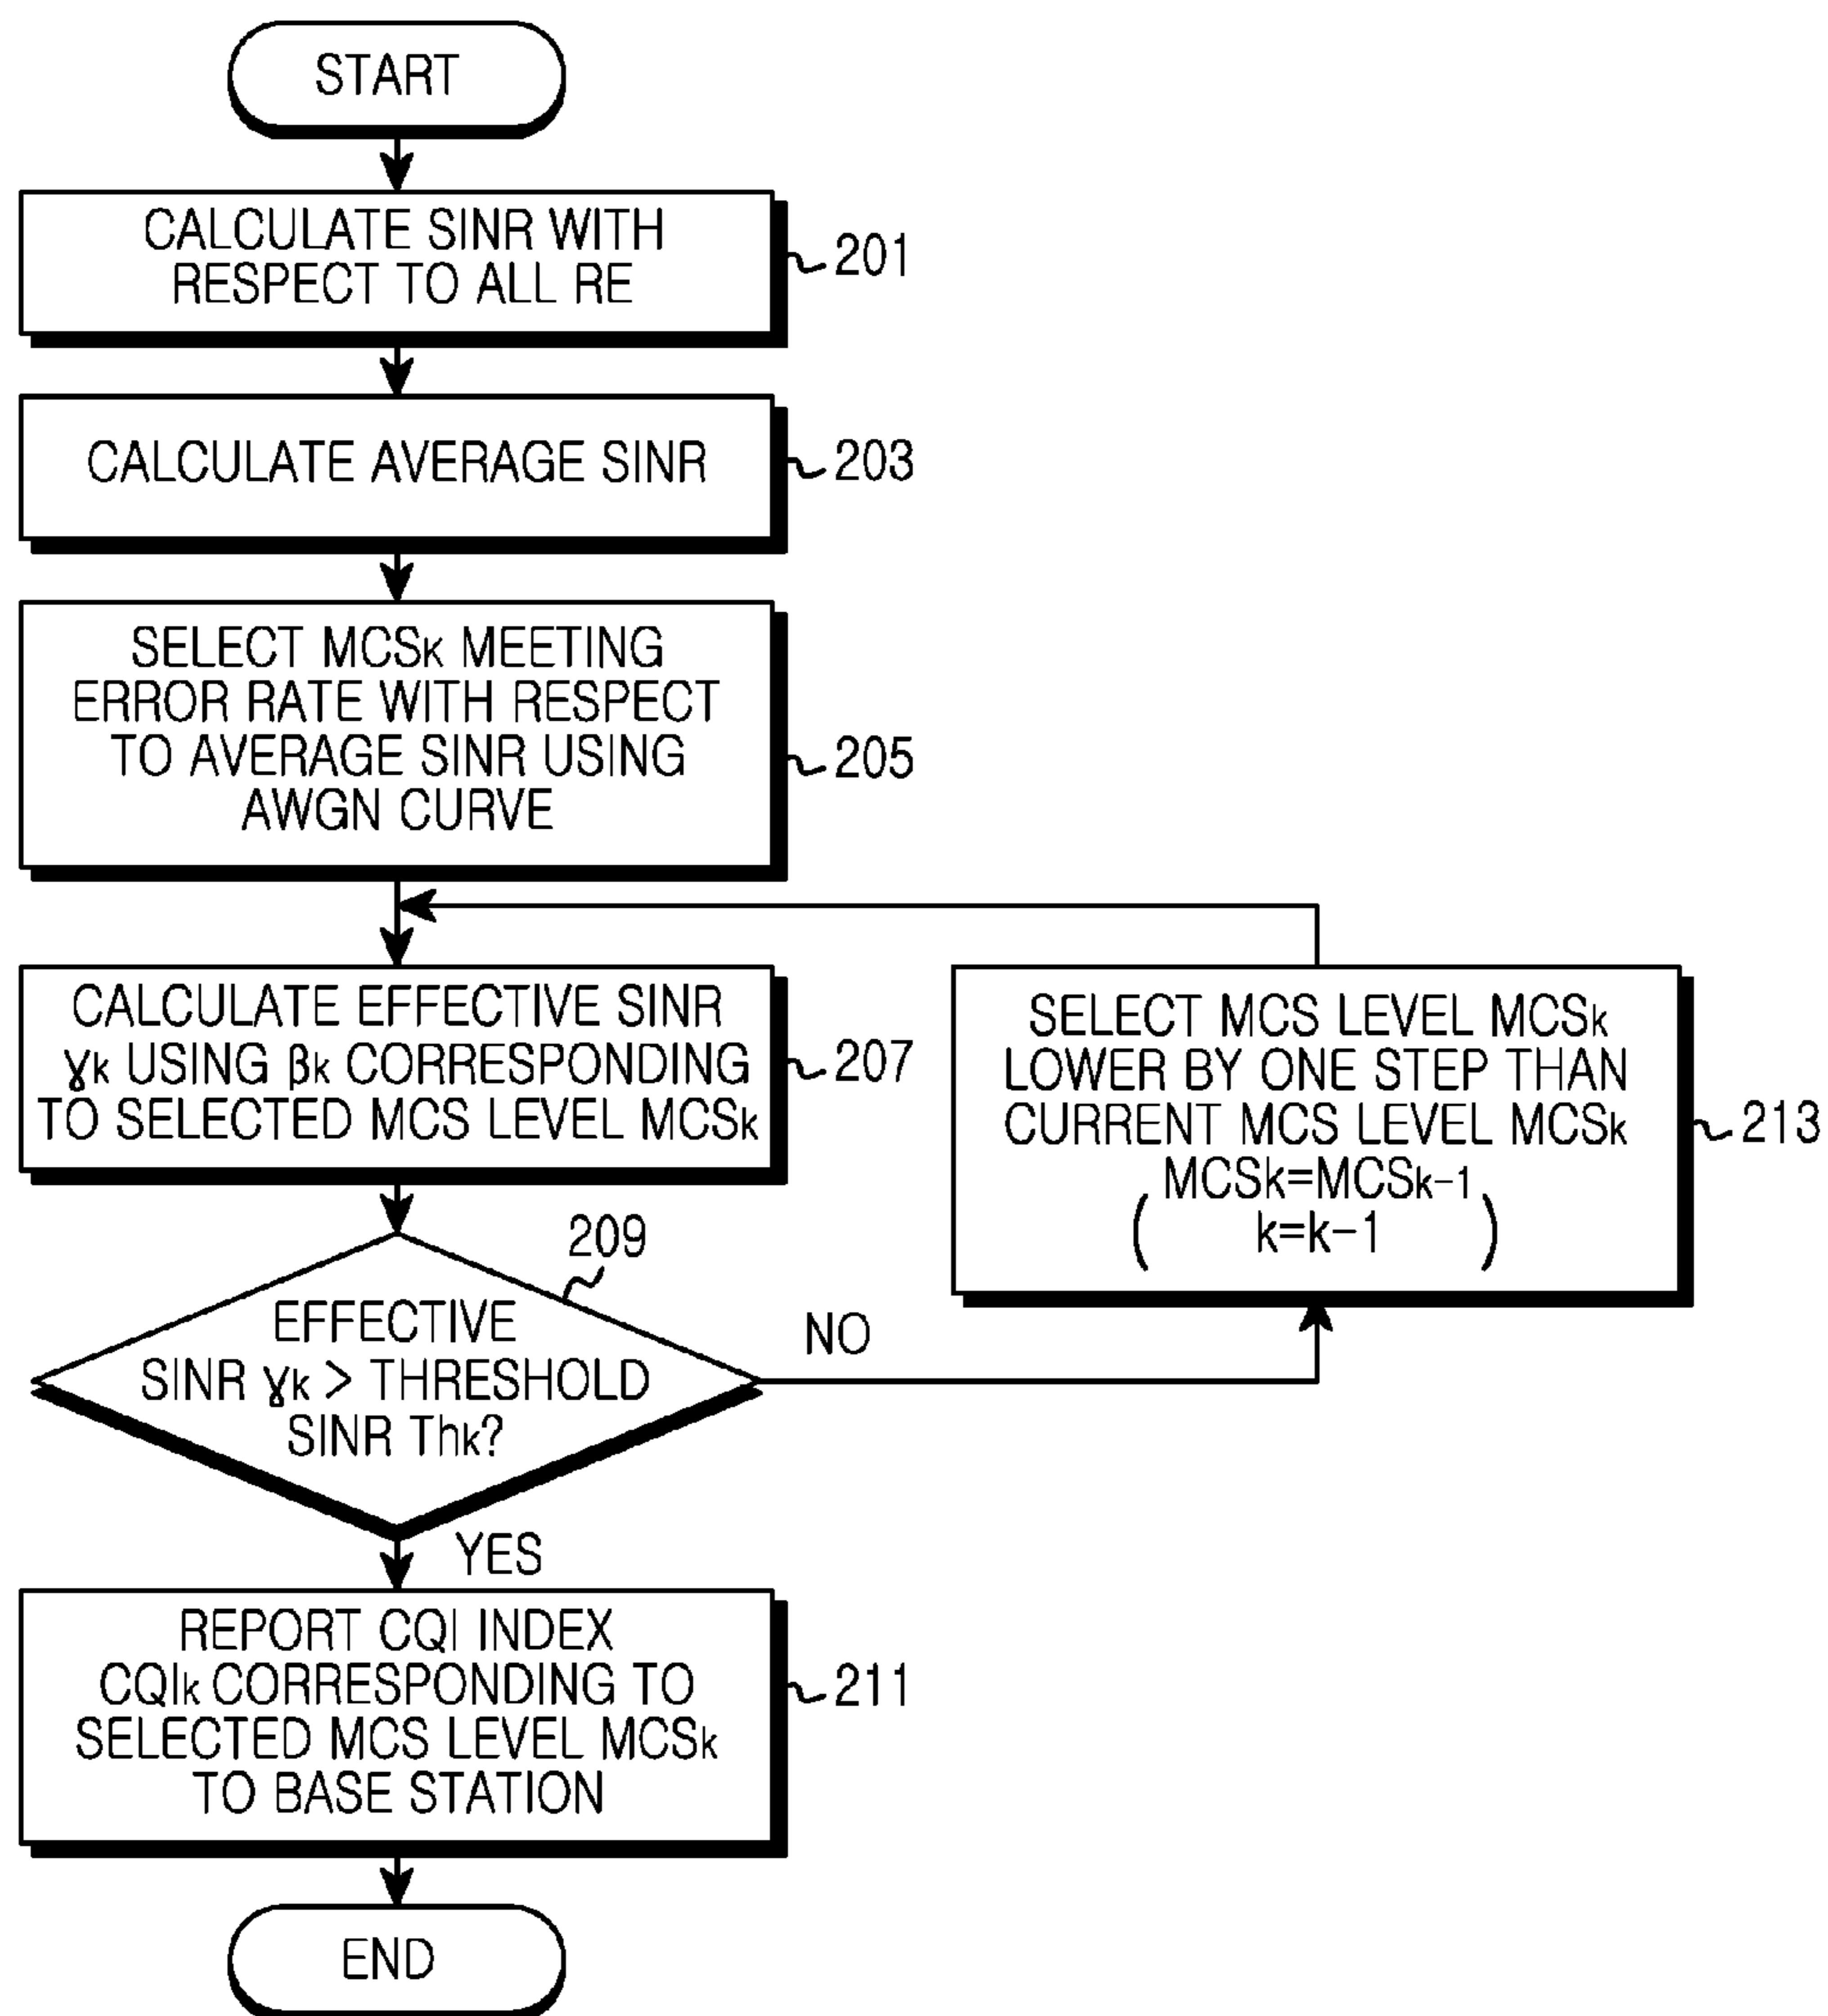 START
CALCULATE SINR WITH
RESPECT TO ALL RE
201
CALCULATE AVERAGE SINR
203
SELECT MCSk MEETING
ERROR RATE WITH RESPECT
TO AVERAGE SINR USING
AWGN CURVE
205
CALCULATE EFFECTIVE SINR
γk USING βk CORRESPONDING
TO SELECTED MCS LEVEL MCSk
207
SELECT MCS LEVEL MCSk
LOWER BY ONE STEP THAN
CURRENT MCS LEVEL MCSk
(MCSk=MCSk-1
k=k-1)
213
209
EFFECTIVE
SINR γk > THRESHOLD
SINR Thk?
NO
YES
REPORT CQI INDEX
CQIk CORRESPONDING TO
SELECTED MCS LEVEL MCSk
TO BASE STATION
211
END